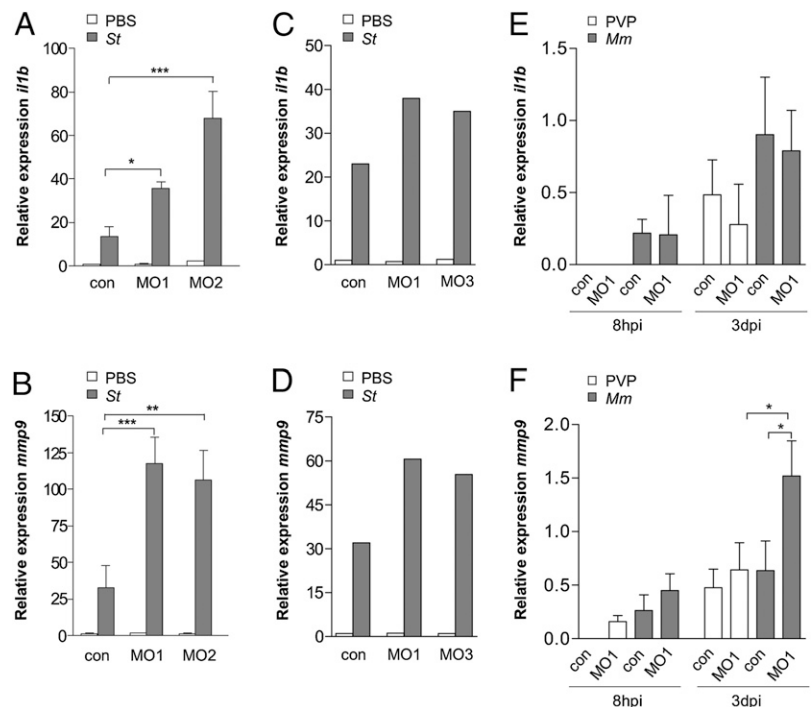 A
PBS
St
Relative expression il1b
100
80
60
40
20
0
***
*
con MO1 MO2
C
PBS
St
Relative expression il1b
50
40
30
20
10
0
con MO1 MO3
E
PVP
Mm
Relative expression il1b
1.5
1.0
0.5
0.0
con MO1 con MO1 con MO1 con MO1
8hpi 3dpi
B
PBS
St
Relative expression mmp9
150
125
100
75
50
25
0
**
***
con MO1 MO2
D
PBS
St
Relative expression mmp9
75
60
45
30
15
0
con MO1 MO3
F
PVP
Mm
Relative expression mmp9
2.0
1.5
1.0
0.5
0.0
*
*
con MO1 con MO1 con MO1 con MO1
8hpi 3dpi